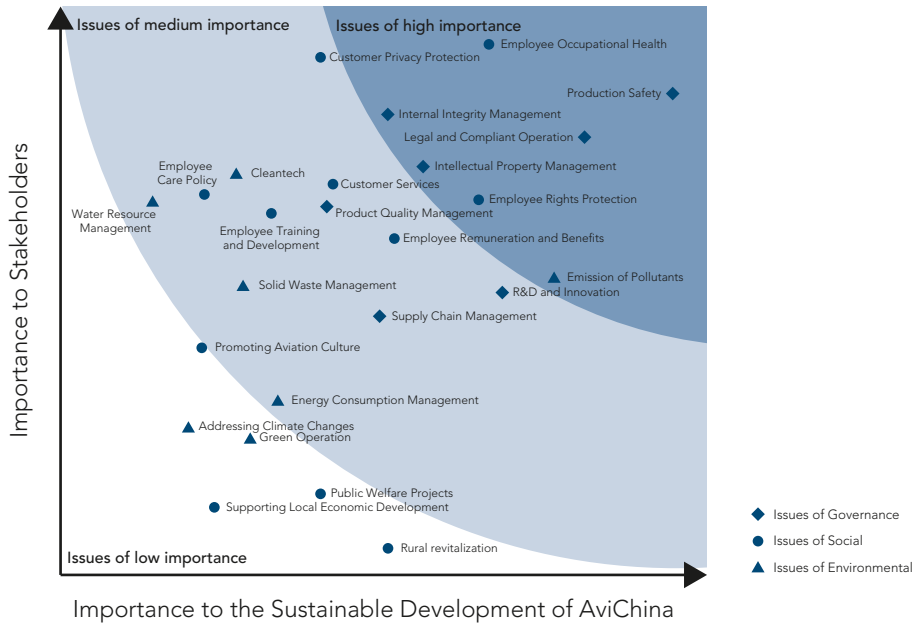 Issues of medium importance
Issues of high importance
Employee Occupational Health
Customer Privacy Protection
Production Safety
Internal Integrity Management
Legal and Compliant Operation
Intellectual Property Management
Employee
Care Policy
Cleantech
Customer Services
Employee Rights Protection
Water Resource
Management
Product Quality Management
Employee Training
and Development
Employee Remuneration and Benefits
Emission of Pollutants
Solid Waste Management
R&D and Innovation
Supply Chain Management
Promoting Aviation Culture
Energy Consumption Management
Addressing Climate Changes
Green Operation
Public Welfare Projects
Supporting Local Economic Development
Rural revitalization
Issues of low importance
Importance to Stakeholders
Importance to the Sustainable Development of AviChina
Issues of Governance
Issues of Social
Issues of Environmental